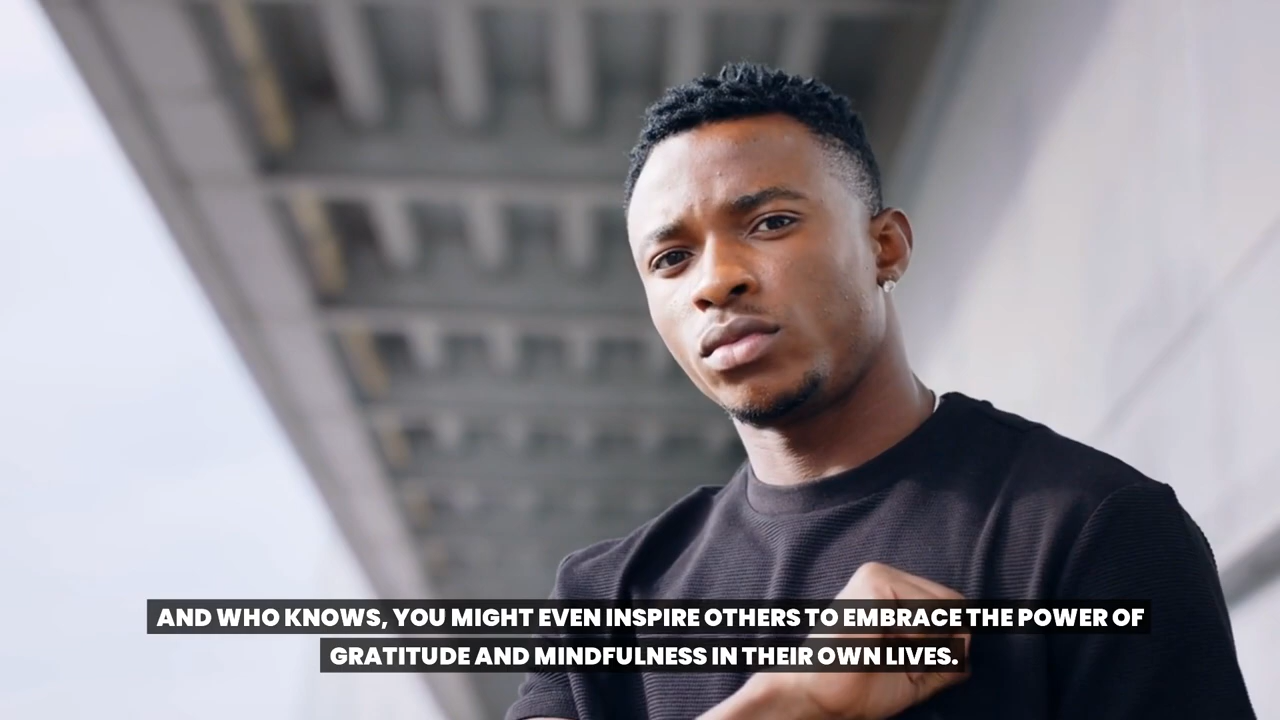 AND WHO KNOWS, YOU MIGHT EVEN INSPIRE OTHERS TO EMBRACE THE POWER OF
GRATITUDE AND MINDFULNESS IN THEIR OWN LIVES.